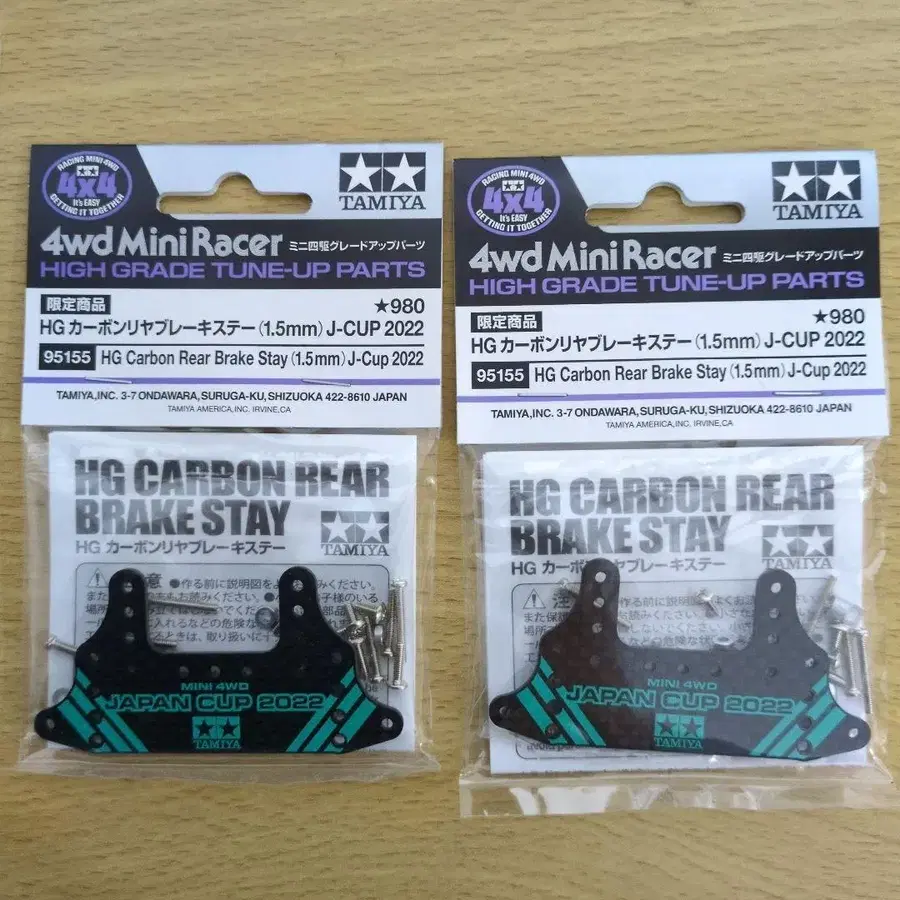 RACING MINI 4WD
4x4
It's EASY
GETTING IT TOGETHER
TAMIYA
4wd Mini Racer ミニ四駆グレードアップパーツ
HIGH GRADE TUNE-UP PARTS
限定商品 ★980
HG カーボンリヤブレーキステー(1.5mm) J-CUP 2022
95155 HG Carbon Rear Brake Stay (1.5mm) J-Cup 2022
TAMIYA,INC. 3-7 ONDAWARA,SURUGA-KU,SHIZUOKA 422-8610 JAPAN
TAMIYA AMERICA,INC. IRVINE,CA
HG CARBON REAR
BRAKE STAY
HG カーボンリヤブレーキステー
TAMIYA
MINI 4WD
JAPAN CUP 2022
TAMIYA
RACING MINI 4WD
4x4
It's EASY
GETTING IT TOGETHER
TAMIYA
4wd Mini Racer ミニ四駆グレードアップパーツ
HIGH GRADE TUNE-UP PARTS
限定商品 ★980
HG カーボンリヤブレーキステー(1.5mm) J-CUP 2022
95155 HG Carbon Rear Brake Stay (1.5mm) J-Cup 2022
TAMIYA,INC. 3-7 ONDAWARA,SURUGA-KU,SHIZUOKA 422-8610 JAPAN
TAMIYA AMERICA,INC. IRVINE,CA
HG CARBON REAR
BRAKE STAY
HG カーボンリヤブレーキステー
TAMIYA
MINI 4WD
JAPAN CUP 2022
TAMIYA